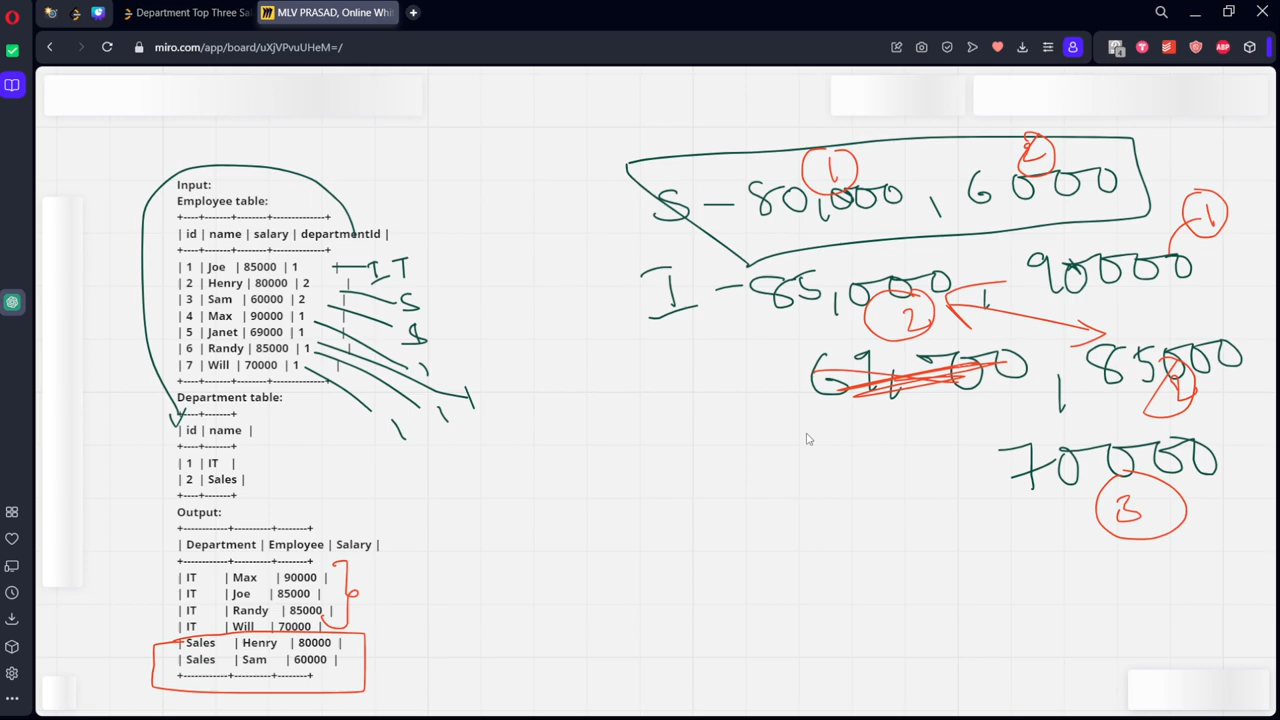 Department Top Three Sal
MLV PRASAD, Online Whi
miro.com/app/board/uXjVPvuUHeM=/
Input:
Employee table:
+----+-------+--------+--------------+
| id | name | salary | departmentId |
+----+-------+--------+--------------+
| 1 | Joe | 85000 | 1 |
| 2 | Henry | 80000 | 2 |
| 3 | Sam | 60000 | 2 |
| 4 | Max | 90000 | 1 |
| 5 | Janet | 69000 | 1 |
| 6 | Randy | 85000 | 1 |
| 7 | Will | 70000 | 1 |
+----+-------+--------+--------------+
Department table:
+----+-------+
| id | name |
+----+-------+
| 1 | IT |
| 2 | Sales |
+----+-------+
Output:
+------------+----------+--------+
| Department | Employee | Salary |
+------------+----------+--------+
| IT | Max | 90000 |
| IT | Joe | 85000 |
| IT | Randy | 85000 |
| IT | Will | 70000 |
| Sales | Henry | 80000 |
| Sales | Sam | 60000 |
+------------+----------+--------+
IT
S
S
1 2
S - 80,000 , 60000
1
I - 85,000 , 90000
2
69,700 , 85000
2
70000
3